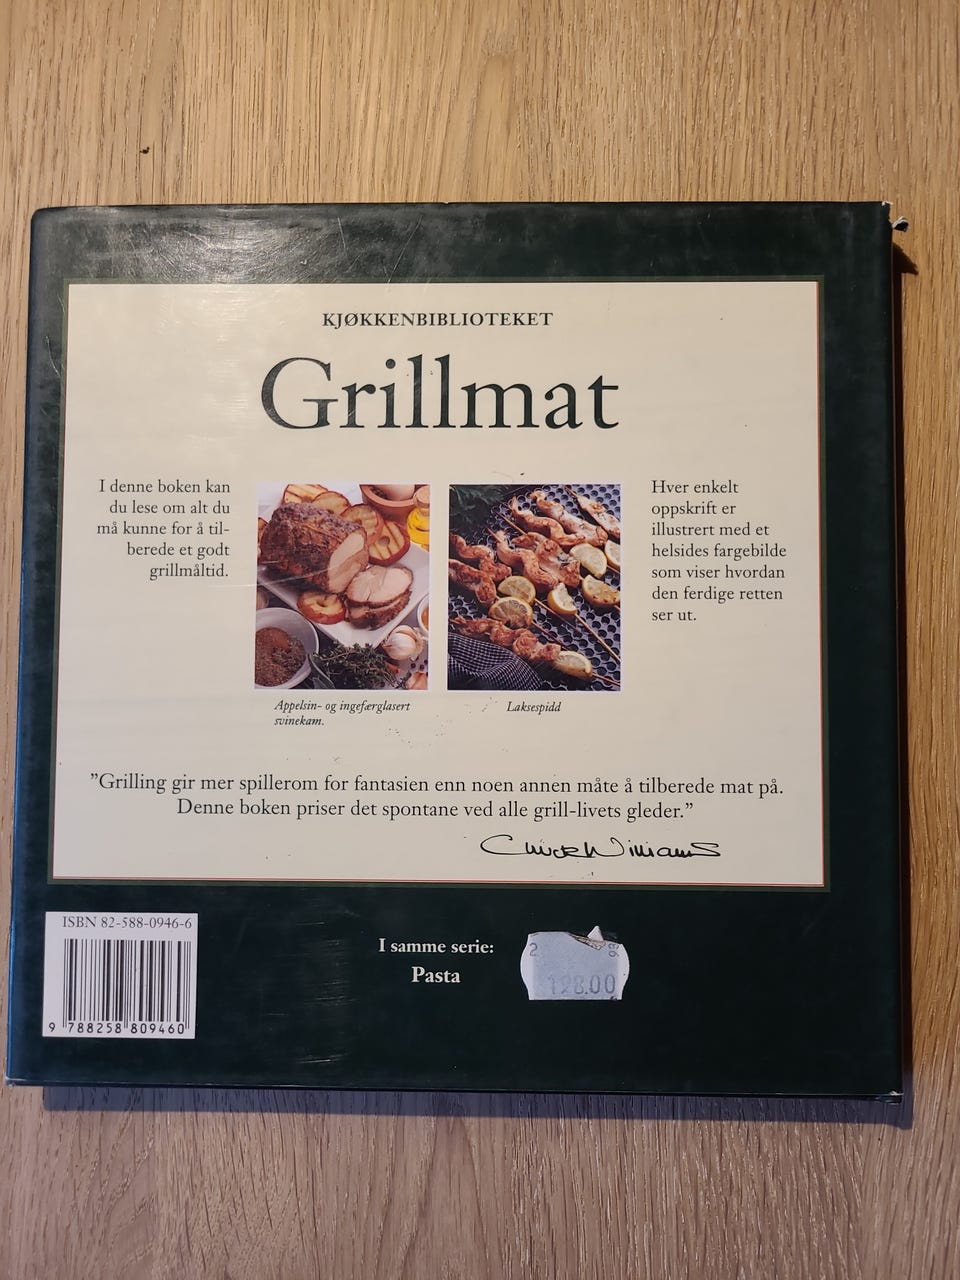 KJØKKENBIBLIOTEKET
Grillmat
I denne boken kan
du lese om alt du
må kunne for å til-
berede et godt
grillmåltid.
Hver enkelt
oppskrift er
illustrert med et
helsides fargebilde
som viser hvordan
den ferdige retten
ser ut.
Appelsin- og ingefærglasert
svinekam.
Laksespidd
”Grilling gir mer spillerom for fantasien enn noen annen måte å tilberede mat på.
Denne boken priser det spontane ved alle grill-livets gleder.”
Chuck Williams
ISBN 82-588-0946-6
9 788258 809460
I samme serie:
Pasta
2
198.00